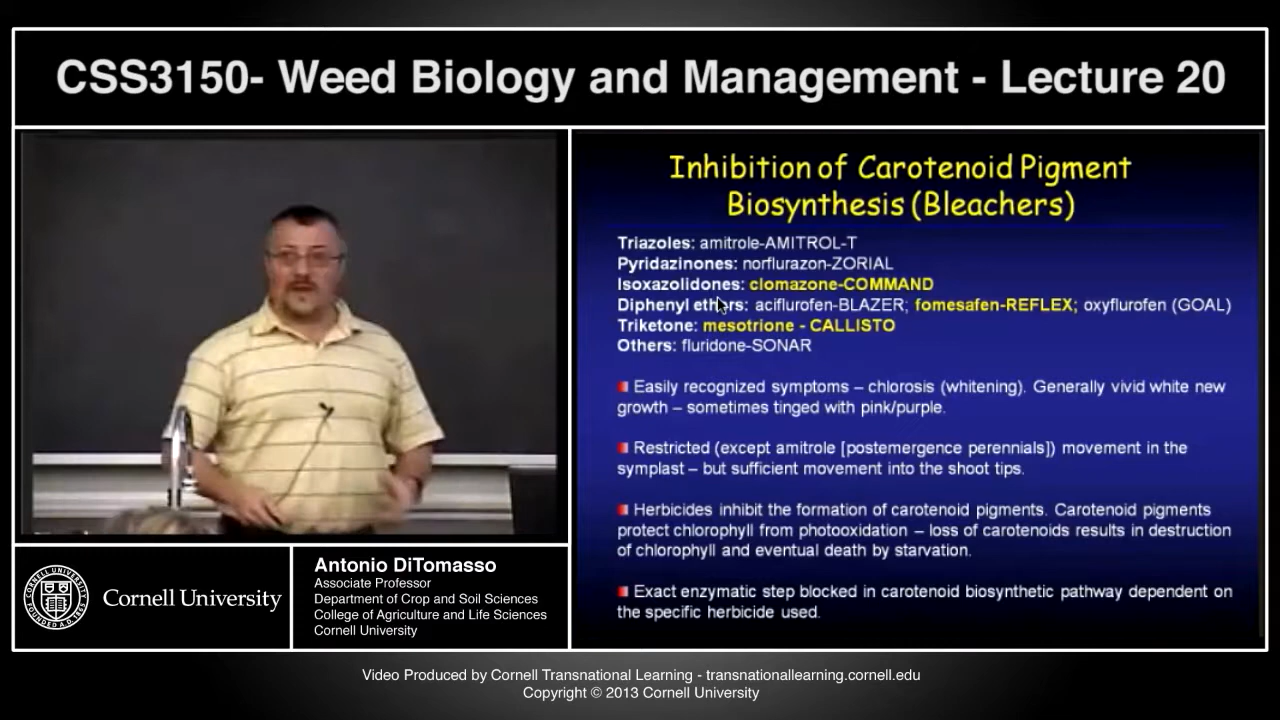 CSS3150- Weed Biology and Management - Lecture 20
Inhibition of Carotenoid Pigment
Biosynthesis (Bleachers)
Triazoles: amitrole-AMITROL-T
Pyridazinones: norflurazon-ZORIAL
Isoxazolidones: clomazone-COMMAND
Diphenyl ethers: aciflurofen-BLAZER; fomesafen-REFLEX; oxyflurofen (GOAL)
Triketone: mesotrione - CALLISTO
Others: fluridone-SONAR
Easily recognized symptoms – chlorosis (whitening). Generally vivid white new
growth – sometimes tinged with pink/purple.
Restricted (except amitrole [postemergence perennials]) movement in the
symplast – but sufficient movement into the shoot tips.
Herbicides inhibit the formation of carotenoid pigments. Carotenoid pigments
protect chlorophyll from photooxidation – loss of carotenoids results in destruction
of chlorophyll and eventual death by starvation.
Exact enzymatic step blocked in carotenoid biosynthetic pathway dependent on
the specific herbicide used.
Cornell University
Antonio DiTomasso
Associate Professor
Department of Crop and Soil Sciences
College of Agriculture and Life Sciences
Cornell University
Video Produced by Cornell Transnational Learning - transnationallearning.cornell.edu
Copyright © 2013 Cornell University